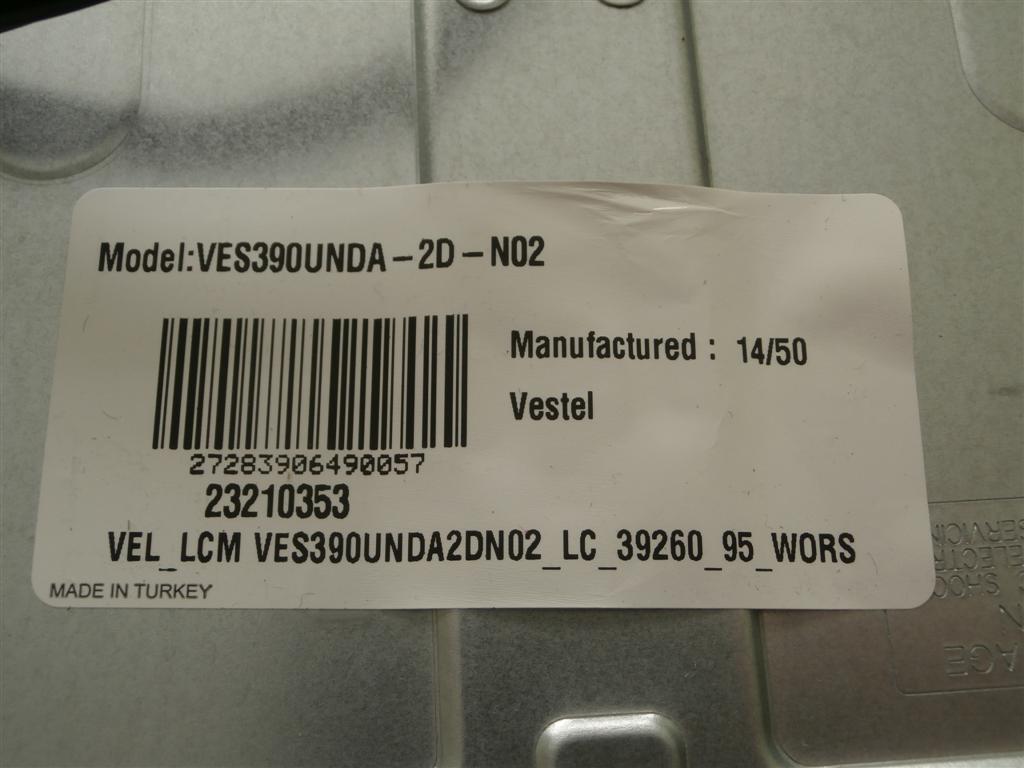 Model:VES390UNDA-2D-N02
Manufactured : 14/50
Vestel
27283906490057
23210353
VEL_LCM VES390UNDA2DN02_LC_39260_95_WORS
MADE IN TURKEY